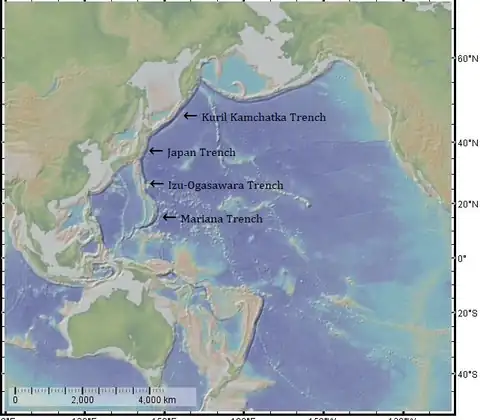 60°N
Kuril Kamchatka Trench
40°N
Japan Trench
Izu-Ogasawara Trench
20°N
Mariana Trench
0°
20°S
40°S
0 2,000 4,000 km